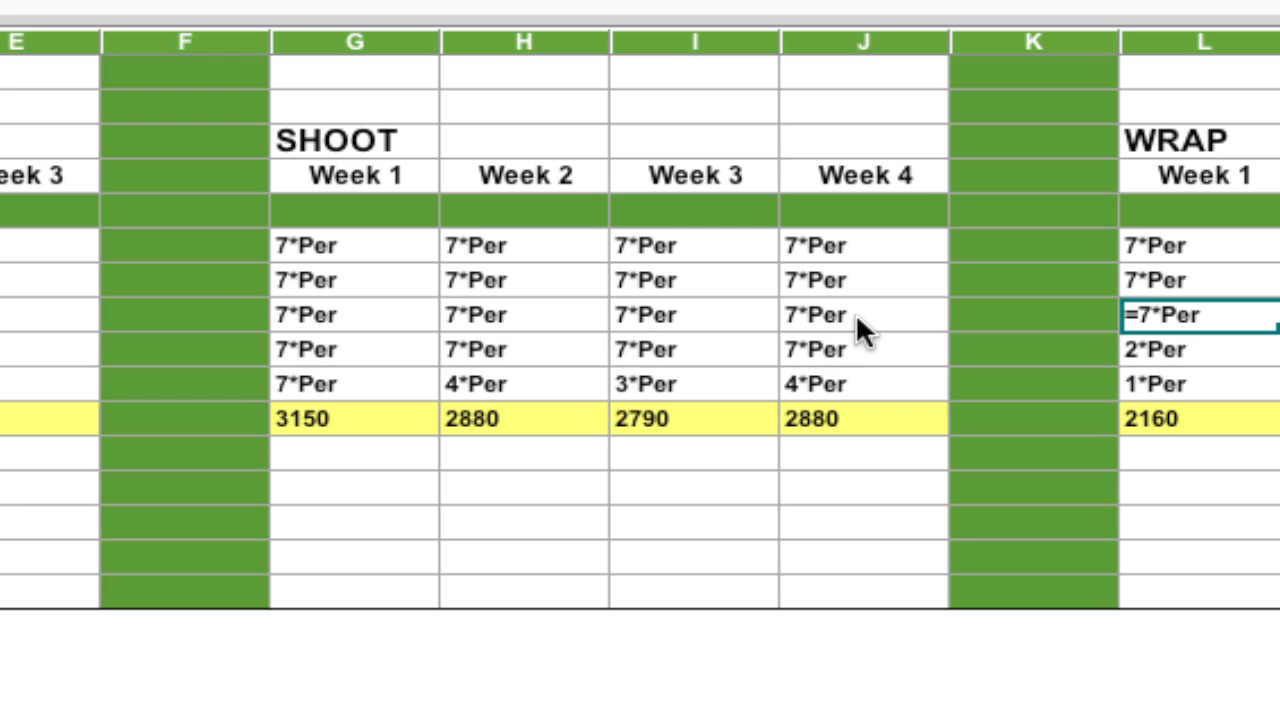 E F G H I J K L
SHOOT WRAP
eek 3 Week 1 Week 2 Week 3 Week 4 Week 1
7*Per 7*Per 7*Per 7*Per 7*Per
7*Per 7*Per 7*Per 7*Per 7*Per
7*Per 7*Per 7*Per 7*Per =7*Per
7*Per 7*Per 7*Per 7*Per 2*Per
7*Per 4*Per 3*Per 4*Per 1*Per
3150 2880 2790 2880 2160